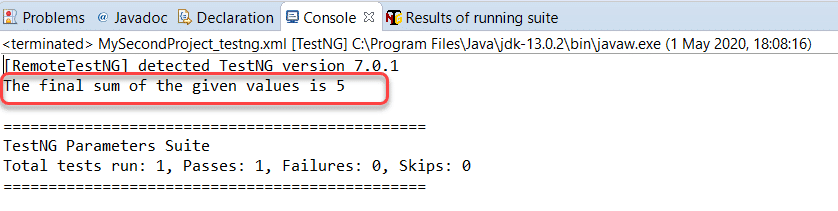 Problems @ Javadoc Declaration Console Results of running suite
<terminated> MySecondProject_testng.xml [TestNG] C:\Program Files\Java\jdk-13.0.2\bin\javaw.exe (1 May 2020, 18:08:16)
[RemoteTestNG] detected TestNG version 7.0.1
The final sum of the given values is 5
===============================================
TestNG Parameters Suite
Total tests run: 1, Passes: 1, Failures: 0, Skips: 0
===============================================